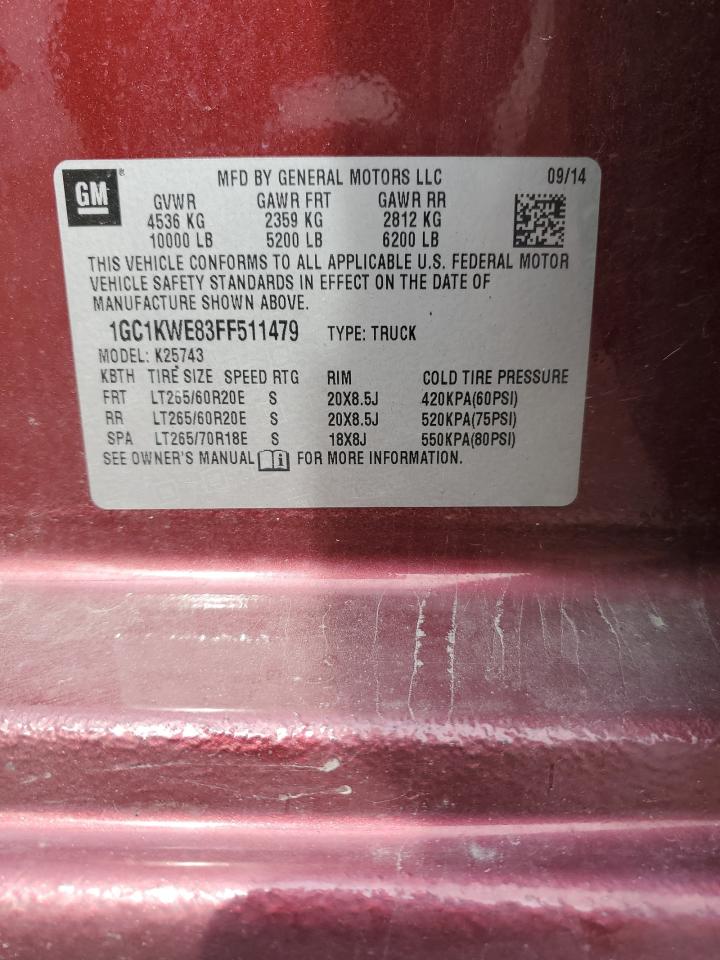 GM® MFD BY GENERAL MOTORS LLC 09/14
GVWR GAWR FRT GAWR RR
4536 KG 2359 KG 2812 KG
10000 LB 5200 LB 6200 LB
THIS VEHICLE CONFORMS TO ALL APPLICABLE U.S. FEDERAL MOTOR
VEHICLE SAFETY STANDARDS IN EFFECT ON THE DATE OF
MANUFACTURE SHOWN ABOVE.
1GC1KWE83FF511479 TYPE: TRUCK
MODEL: K25743
KBTH TIRE SIZE SPEED RTG RIM COLD TIRE PRESSURE
FRT LT265/60R20E S 20X8.5J 420KPA(60PSI)
RR LT265/60R20E S 20X8.5J 520KPA(75PSI)
SPA LT265/70R18E S 18X8J 550KPA(80PSI)
SEE OWNER'S MANUAL i FOR MORE INFORMATION.